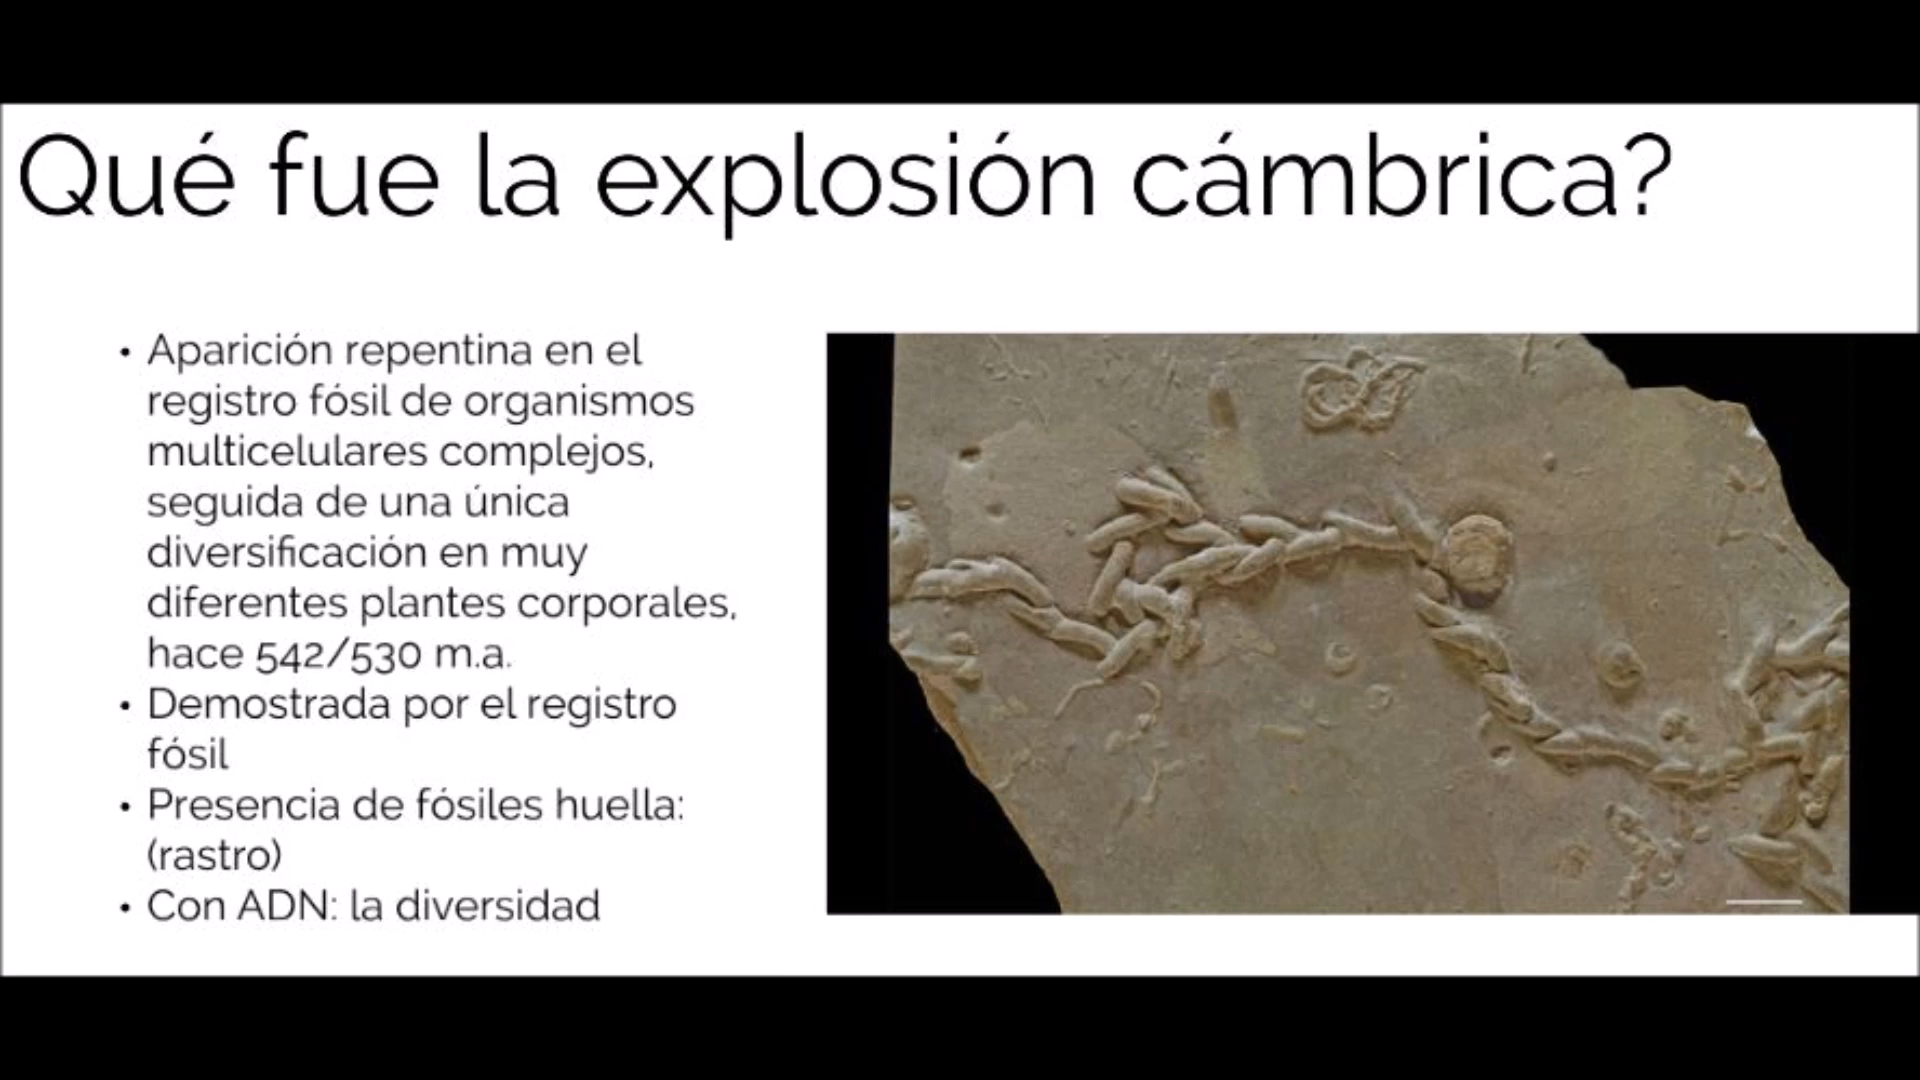 Qué fue la explosión cámbrica?
• Aparición repentina en el
registro fósil de organismos
multicelulares complejos,
seguida de una única
diversificación en muy
diferentes plantes corporales,
hace 542/530 m.a.
• Demostrada por el registro
fósil
• Presencia de fósiles huella:
(rastro)
• Con ADN: la diversidad